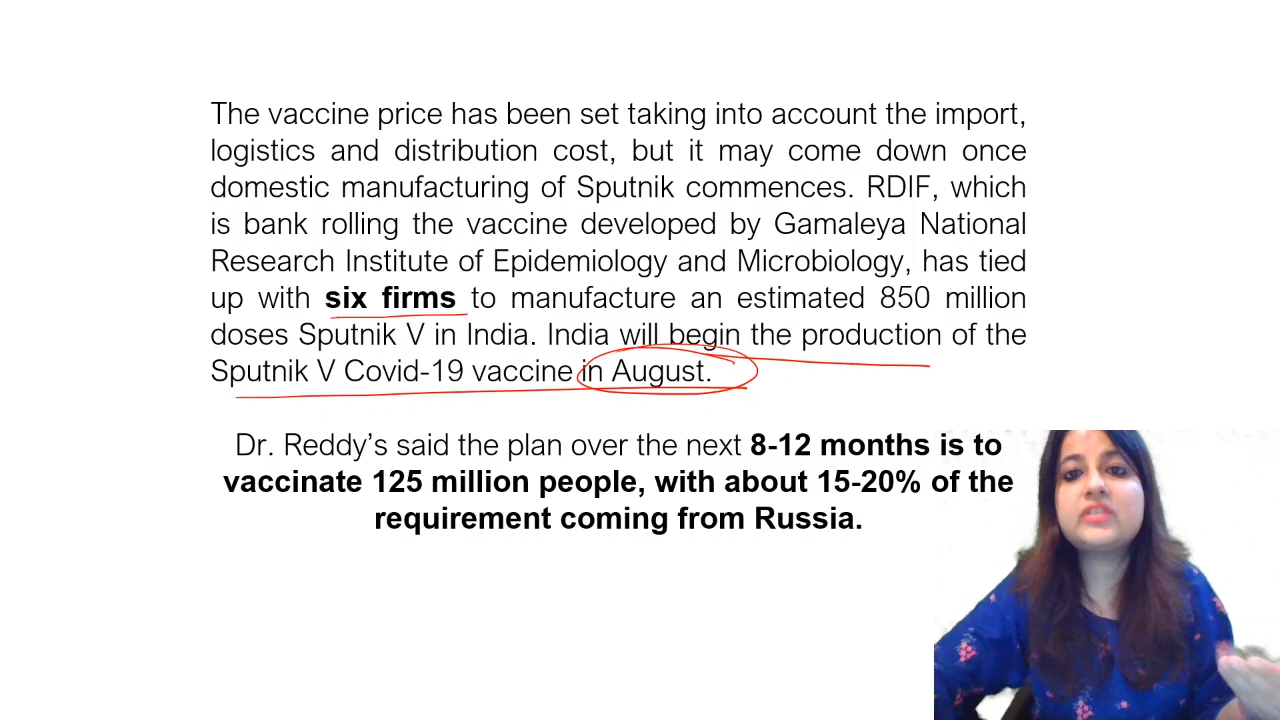 The vaccine price has been set taking into account the import,
logistics and distribution cost, but it may come down once
domestic manufacturing of Sputnik commences. RDIF, which
is bank rolling the vaccine developed by Gamaleya National
Research Institute of Epidemiology and Microbiology, has tied
up with six firms to manufacture an estimated 850 million
doses Sputnik V in India. India will begin the production of the
Sputnik V Covid-19 vaccine in August.
Dr. Reddy’s said the plan over the next 8-12 months is to
vaccinate 125 million people, with about 15-20% of the
requirement coming from Russia.